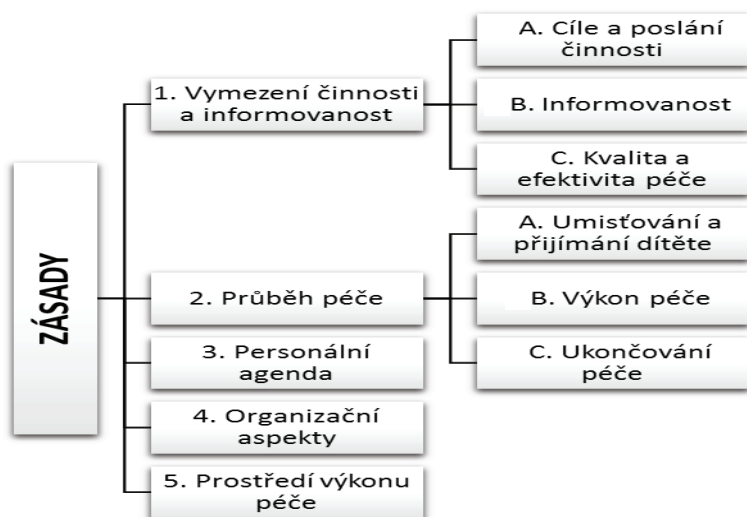 ZÁSADY
1. Vymezení činnosti
a informovanost
A. Cíle a poslání
činnosti
B. Informovanost
C. Kvalita a
efektivita péče
2. Průběh péče
A. Umisťování a
přijímání dítěte
B. Výkon péče
C. Ukončování
péče
3. Personální
agenda
4. Organizační
aspekty
5. Prostředí výkonu
péče